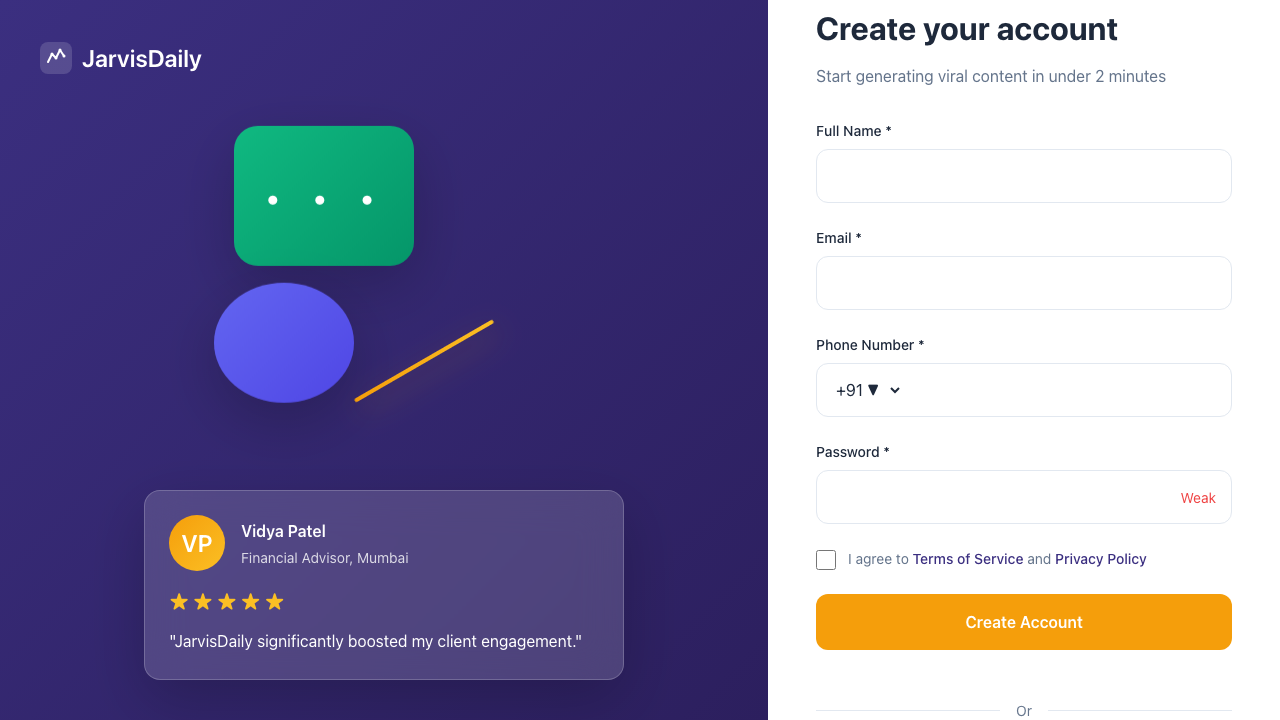 JarvisDaily
VP
Vidya Patel
Financial Advisor, Mumbai
"JarvisDaily significantly boosted my client engagement."
Create your account
Start generating viral content in under 2 minutes
Full Name *
Email *
Phone Number *
+91 ▼
Password *
Weak
I agree to Terms of Service and Privacy Policy
Create Account
Or